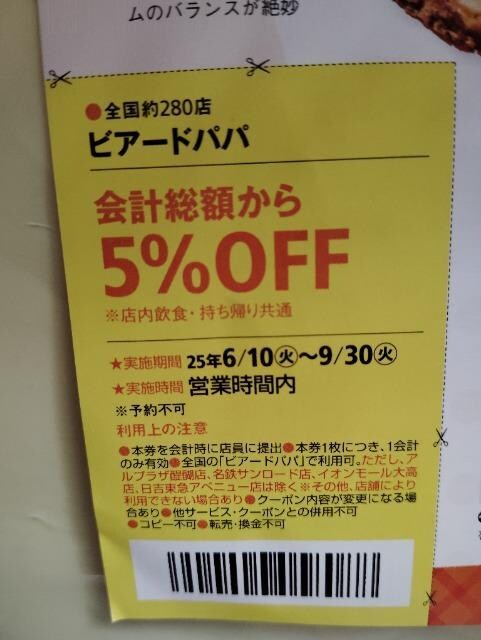 ムのバランスが絶妙
●全国約280店
ビアードパパ
会計総額から
5%OFF
※店内飲食・持ち帰り共通
★実施期間 25年6/10㊋〜9/30㊋
★実施時間 営業時間内
※予約不可
利用上の注意
●本券を会計時に店員に提出●本券1枚につき、1会計
のみ有効●全国の「ビアードパパ」で利用可。ただし、ア
ルプラザ醍醐店、名鉄サンロード店、イオンモール大高
店、日吉東急アベニュー店は除く※その他、店舗により
利用できない場合あり●クーポン内容が変更になる場
合あり●他サービス・クーポンとの併用不可
●コピー不可●転売・換金不可